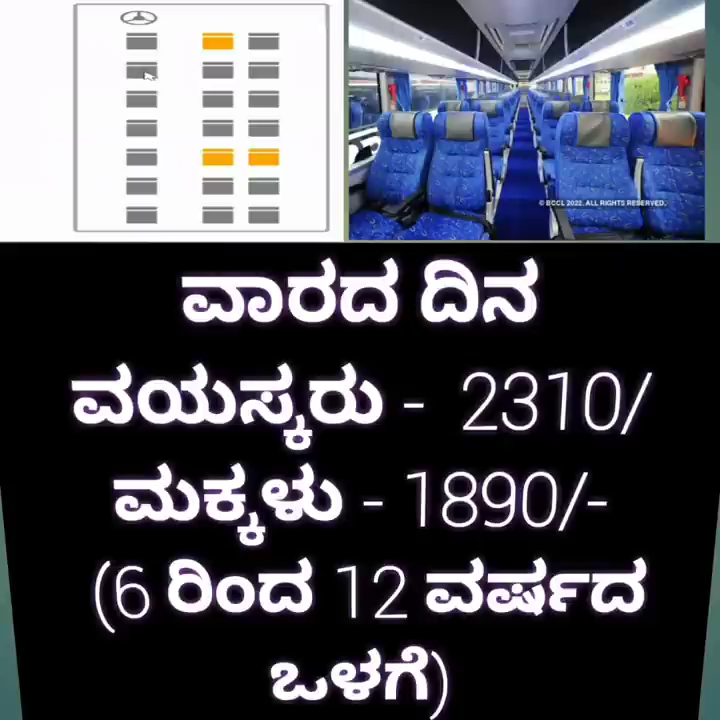 © BCCL 2022. ALL RIGHTS RESERVED.
ವಾರದ ದಿನ
ವಯಸ್ಕರು - 2310/
ಮಕ್ಕಳು - 1890/-
(6 ರಿಂದ 12 ವರ್ಷದ
ಒಳಗೆ)